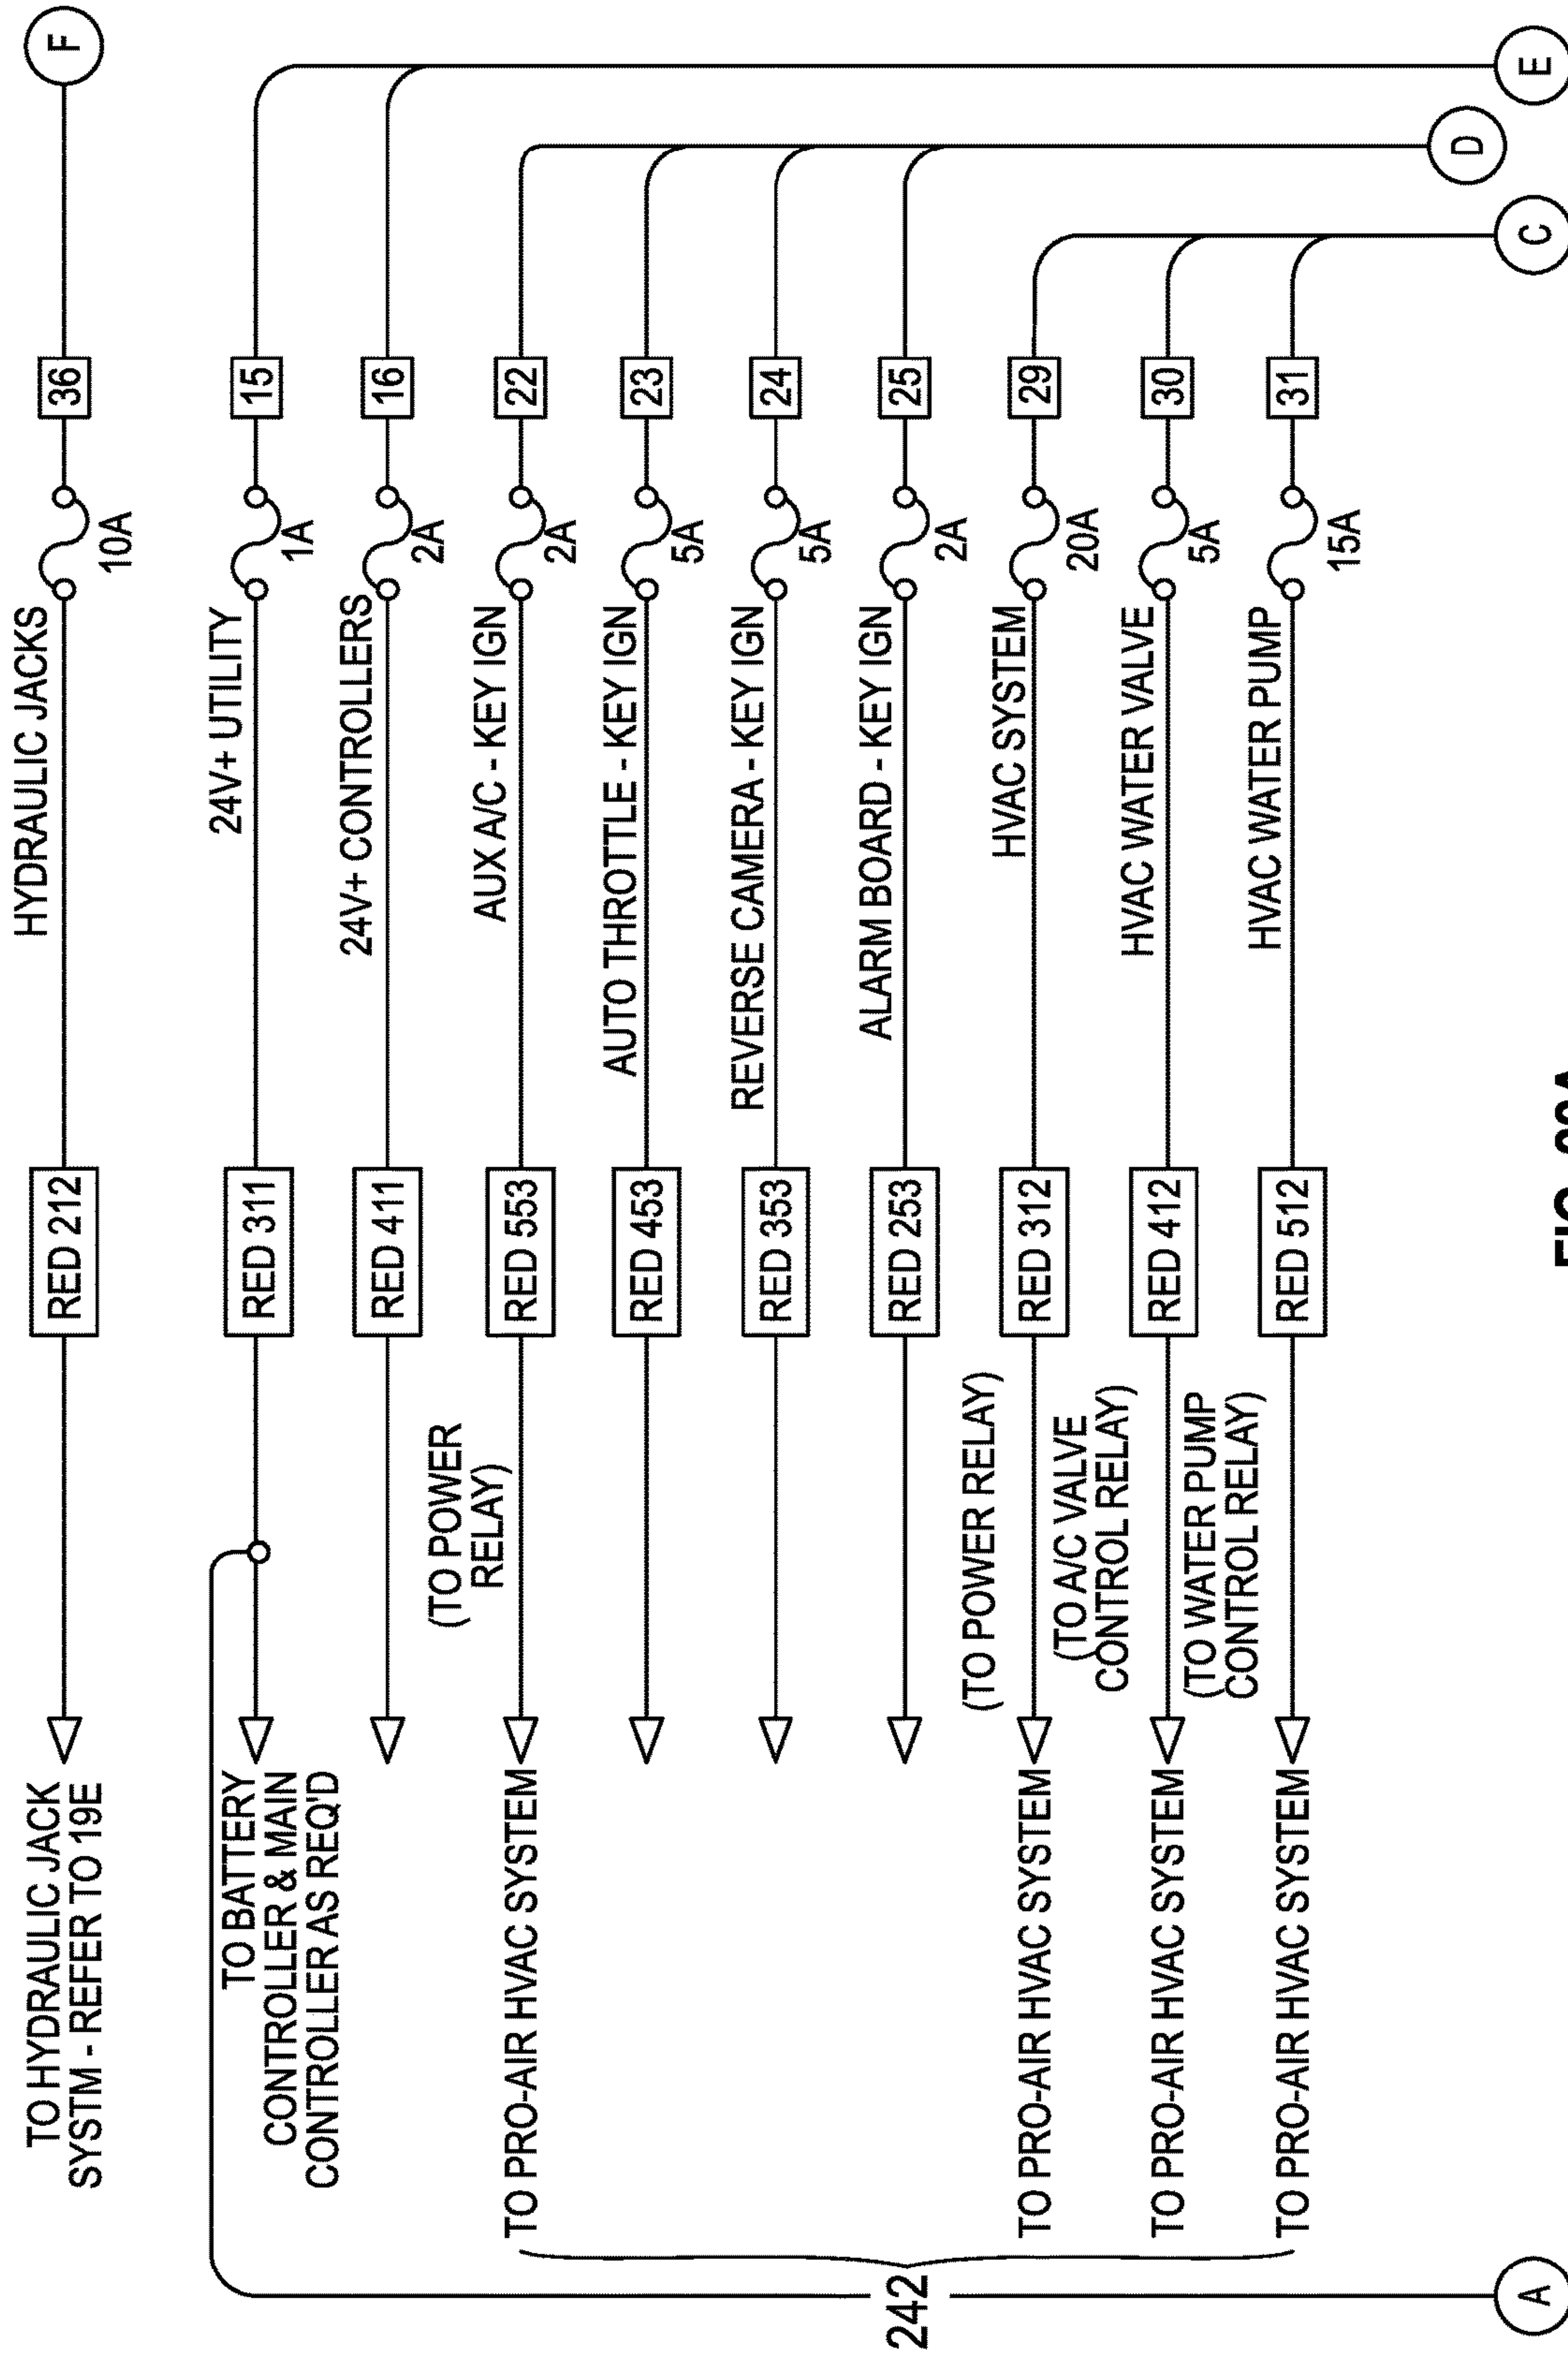 TO HYDRAULIC JACK
SYSTM - REFER TO 19E
RED 212
HYDRAULIC JACKS
10A
36
F
TO BATTERY
CONTROLLER & MAIN
CONTROLLER AS REQ'D
RED 311
24V+ UTILITY
1A
15
RED 411
24V+ CONTROLLERS
2A
16
TO PRO-AIR HVAC SYSTEM
(TO POWER
RELAY)
RED 553
AUX A/C - KEY IGN
2A
22
RED 453
AUTO THROTTLE - KEY IGN
5A
23
RED 353
REVERSE CAMERA - KEY IGN
5A
24
RED 253
ALARM BOARD - KEY IGN
2A
25
TO PRO-AIR HVAC SYSTEM
(TO POWER RELAY)
RED 312
HVAC SYSTEM
20A
29
TO PRO-AIR HVAC SYSTEM
(TO A/C VALVE
CONTROL RELAY)
RED 412
HVAC WATER VALVE
5A
30
TO PRO-AIR HVAC SYSTEM
(TO WATER PUMP
CONTROL RELAY)
RED 512
HVAC WATER PUMP
15A
31
242
A
C
D
E
FIG.